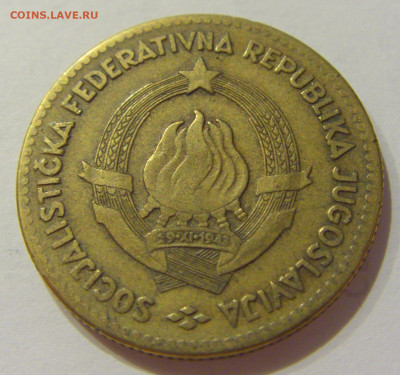 COINS.LAVE.RU
SOCIJALISTIČKA FEDERATIVNA REPUBLIKA JUGOSLAVIJA
29·XI·1943